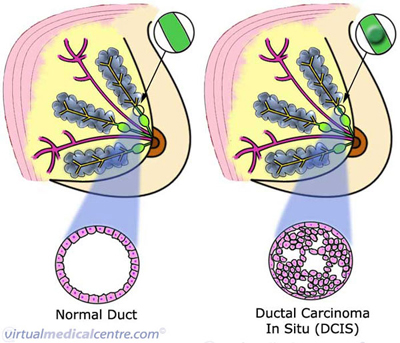 Normal Duct
Ductal Carcinoma
In Situ (DCIS)
virtualmedicalcentre.com©